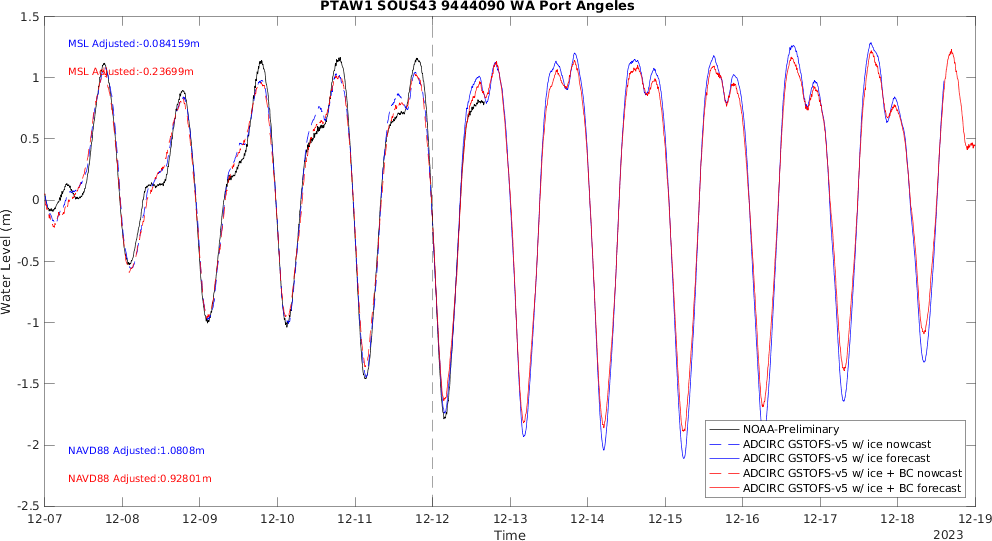 PTAW1 SOUS43 9444090 WA Port Angeles
1.5
MSL Adjusted:-0.084159m
MSL Adjusted:-0.23699m
1
0.5
0
-0.5
-1
-1.5
-2
-2.5
Water Level (m)
NAVD88 Adjusted:1.0808m
NAVD88 Adjusted:0.92801m
NOAA-Preliminary
ADCIRC GSTOFS-v5 w/ ice nowcast
ADCIRC GSTOFS-v5 w/ ice forecast
ADCIRC GSTOFS-v5 w/ ice + BC nowcast
ADCIRC GSTOFS-v5 w/ ice + BC forecast
12-07 12-08 12-09 12-10 12-11 12-12 12-13 12-14 12-15 12-16 12-17 12-18 12-19
Time
2023